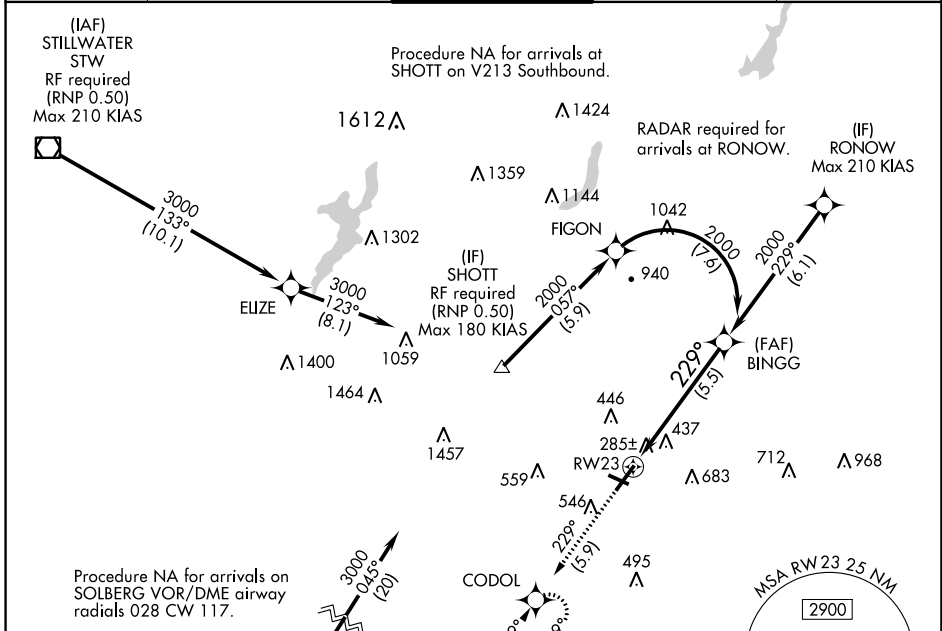 (IAF)
STILLWATER
STW
RF required
(RNP 0.50)
Max 210 KIAS
Procedure NA for arrivals at
SHOTT on V213 Southbound.
1612
1424
RADAR required for
arrivals at RONOW.
(IF)
RONOW
Max 210 KIAS
1359
1144
3000
133°
(10.1)
1302
FIGON
1042
2000
(7.6)
2000
229°
(6.1)
(IF)
SHOTT
RF required
(RNP 0.50)
Max 180 KIAS
940
ELIZE
3000
123°
(8.1)
2000
057°
(5.9)
1059
1400
1464
(FAF)
BINGG
229°
(5.5)
446
1457
285±
437
RW23
559
683
712
968
546
229°
(5.9)
495
Procedure NA for arrivals on
SOLBERG VOR/DME airway
radials 028 CW 117.
3000
045°
(20)
CODOL
MSA RW 23 25 NM
2900